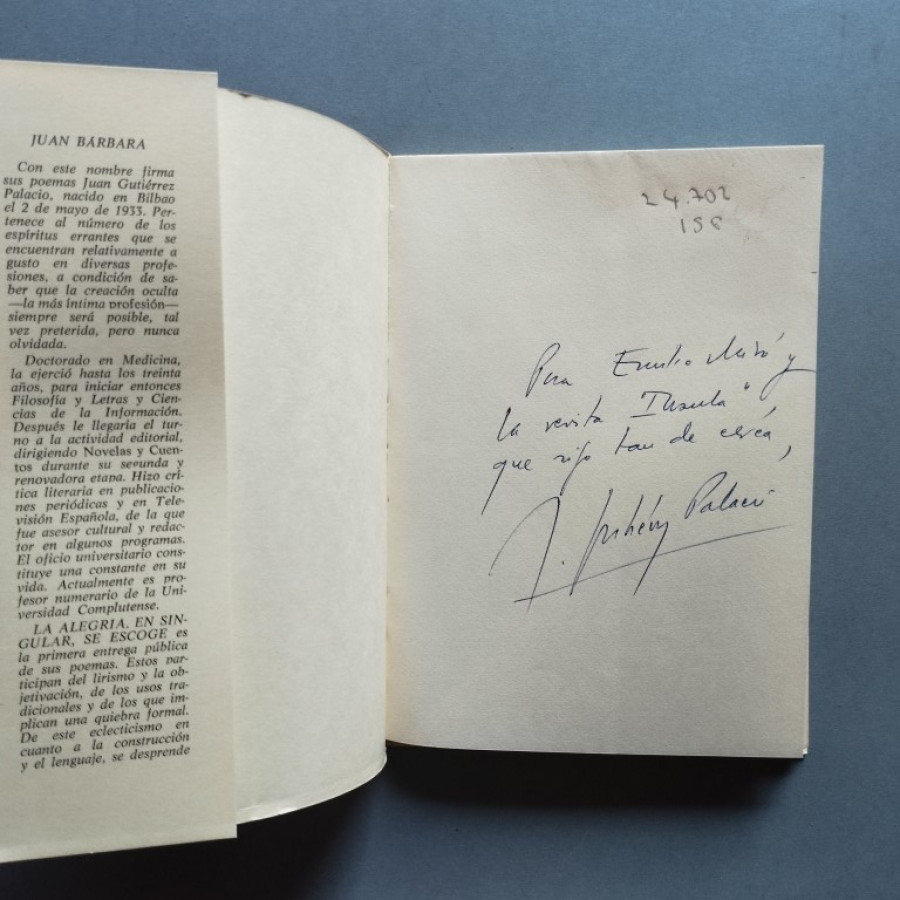 JUAN BÁRBARA
Con este nombre firma
sus poemas Juan Gutiérrez
Palacio, nacido en Bilbao
el 2 de mayo de 1933. Per-
tenece al número de los
espíritus errantes que se
encuentran relativamente a
gusto en diversas profe-
siones, a condición de sa-
ber que la creación oculta
—la más íntima profesión—
siempre será posible, tal
vez preterida, pero nunca
olvidada.
Doctorado en Medicina,
la ejerció hasta los treinta
años, para iniciar entonces
Filosofía y Letras y Cien-
cias de la Información.
Después le llegaría el tur-
no a la actividad editorial,
dirigiendo Novelas y Cuen-
tos durante su segunda y
renovadora etapa. Hizo crí-
tica literaria en publicacio-
nes periódicas y en Tele-
visión Española, de la que
fue asesor cultural y redac-
tor en algunos programas.
El oficio universitario cons-
tituye una constante en su
vida. Actualmente es pro-
fesor numerario de la Uni-
versidad Complutense.
LA ALEGRIA, EN SIN-
GULAR, SE ESCOGE es
la primera entrega pública
de sus poemas. Estos par-
ticipan del lirismo y la ob-
jetivación, de los usos tra-
dicionales y de los que im-
plican una quiebra formal.
De este eclecticismo en
cuanto a la construcción
y el lenguaje, se desprende
24.702
158
Para Emilio Miró y
la revista Insula"
que sigo tan de cerca,
J. Gutiérrez Palacio